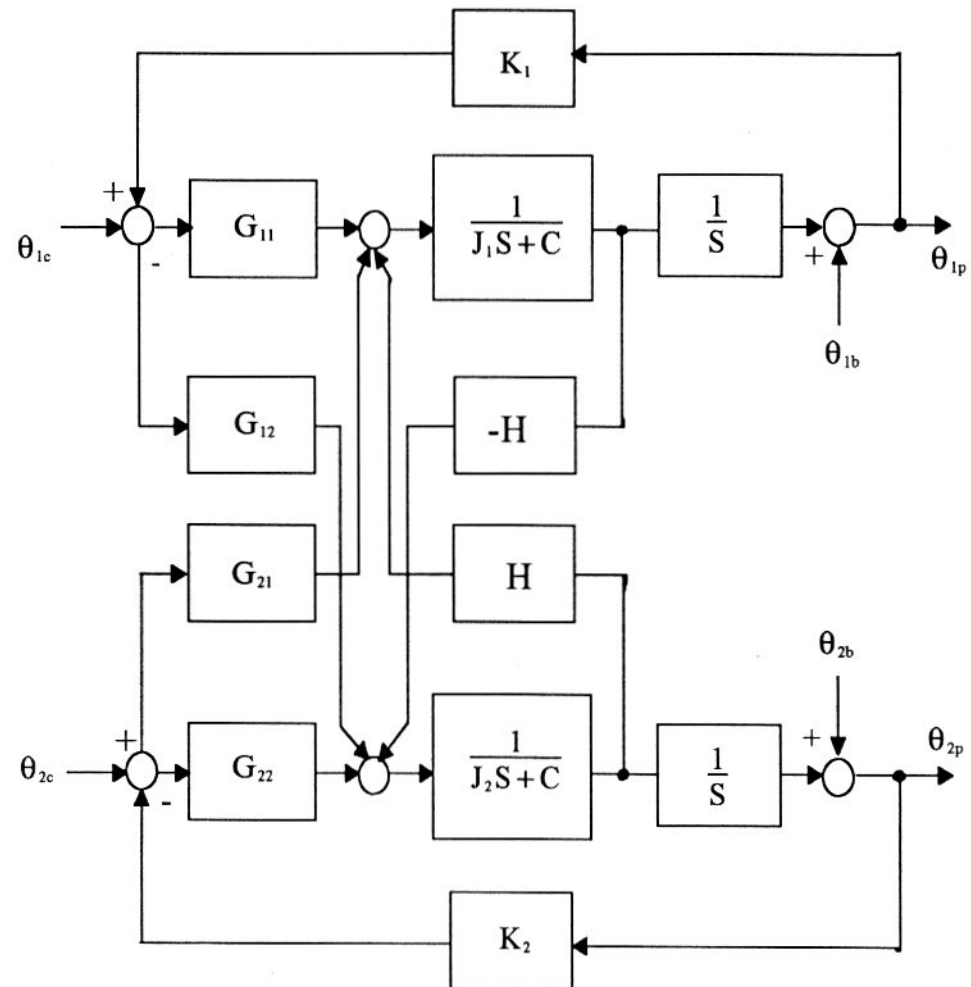 K₁
+
θ₁c
-
G₁₁
1
J₁S + C
1
S
+
θ₁p
θ₁b
G₁₂
-H
G₂₁
H
θ₂b
+
θ₂c
-
G₂₂
1
J₂S + C
1
S
+
θ₂p
K₂